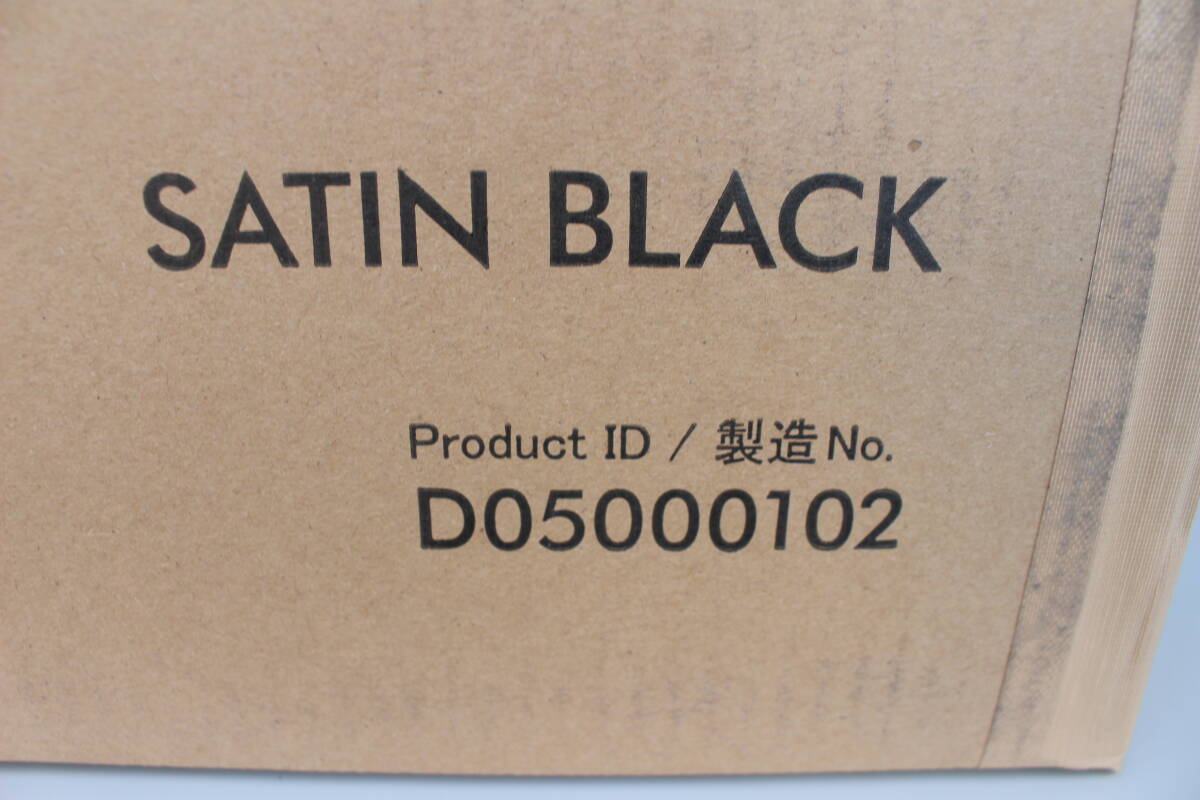 SATIN BLACK
Product ID / 製造No.
D05000102